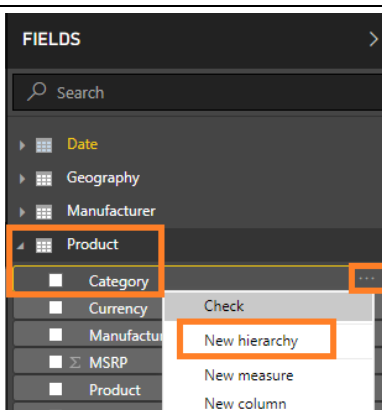 FIELDS
Search
Date
Geography
Manufacturer
Product
Category
Currency
Check
Manufactu
New hierarchy
Σ MSRP
New measure
Product
New column